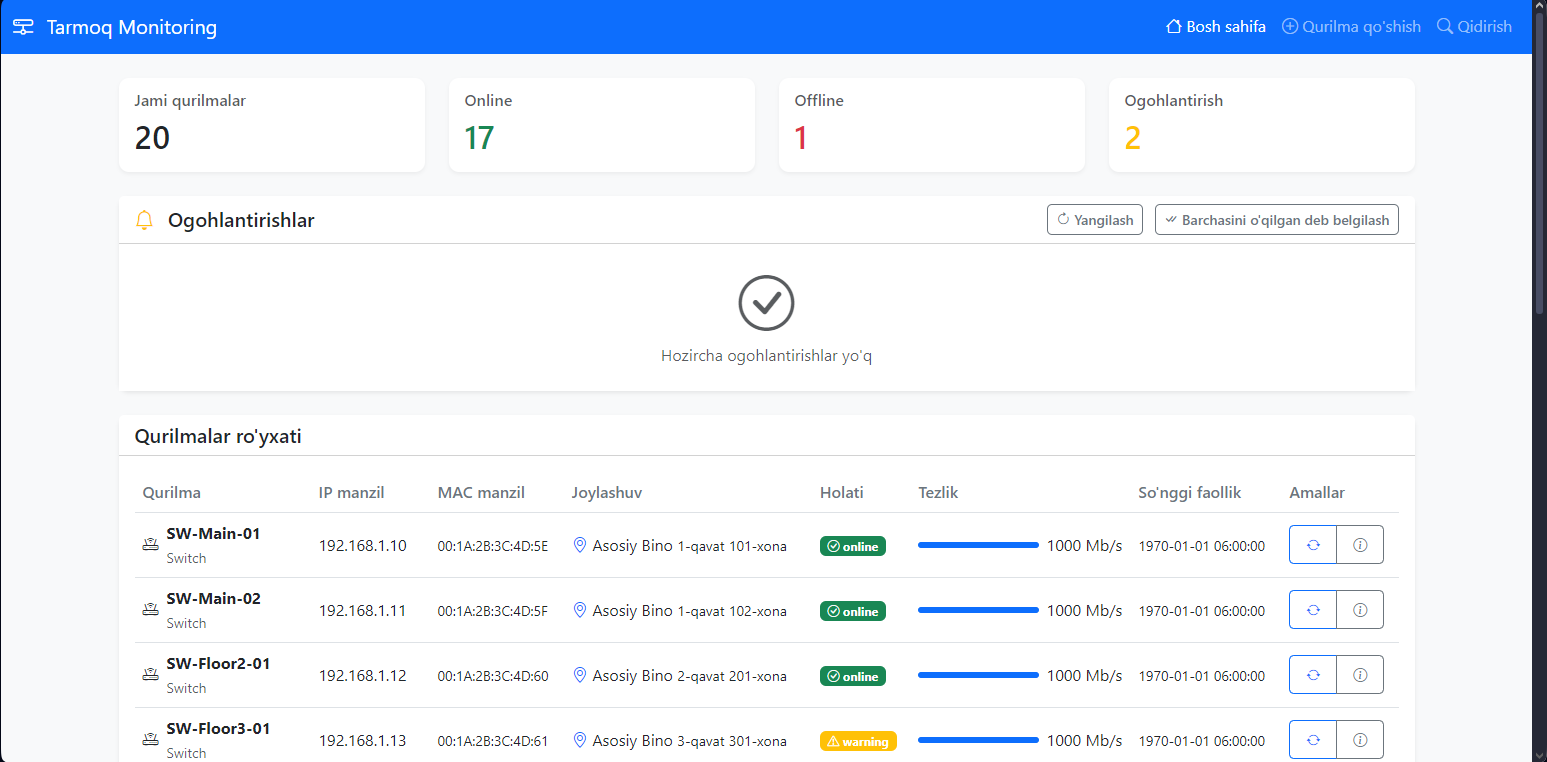 Tarmoq Monitoring Bosh sahifa Qurilma qo'shish Qidirish
Jami qurilmalar Online Offline Ogohlantirish
20 17 1 2
Ogohlantirishlar Yangilash Barchasini o'qilgan deb belgilash
Hozircha ogohlantirishlar yo'q
Qurilmalar ro'yxati
Qurilma IP manzil MAC manzil Joylashuv Holati Tezlik So'nggi faollik Amallar
SW-Main-01
Switch
192.168.1.10 00:1A:2B:3C:4D:5E Asosiy Bino 1-qavat 101-xona online 1000 Mb/s 1970-01-01 06:00:00
SW-Main-02
Switch
192.168.1.11 00:1A:2B:3C:4D:5F Asosiy Bino 1-qavat 102-xona online 1000 Mb/s 1970-01-01 06:00:00
SW-Floor2-01
Switch
192.168.1.12 00:1A:2B:3C:4D:60 Asosiy Bino 2-qavat 201-xona online 1000 Mb/s 1970-01-01 06:00:00
SW-Floor3-01
Switch
192.168.1.13 00:1A:2B:3C:4D:61 Asosiy Bino 3-qavat 301-xona warning 1000 Mb/s 1970-01-01 06:00:00